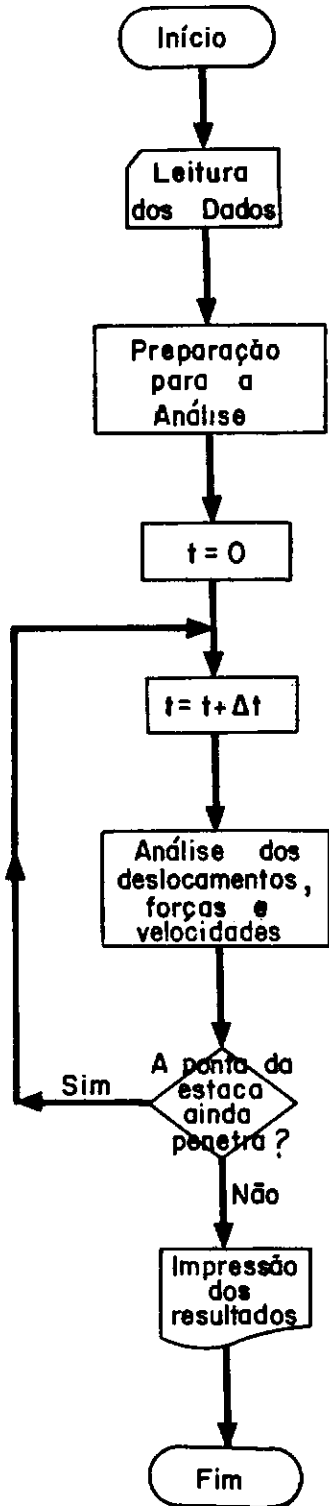 Início
Leitura
dos Dados
Preparação
para a
Análise
t = 0
t = t + Δt
Análise dos
deslocamentos,
forças e
velocidades
A ponta da
estaca
ainda
penetra?
Sim
Não
Impressão
dos
resultados
Fim